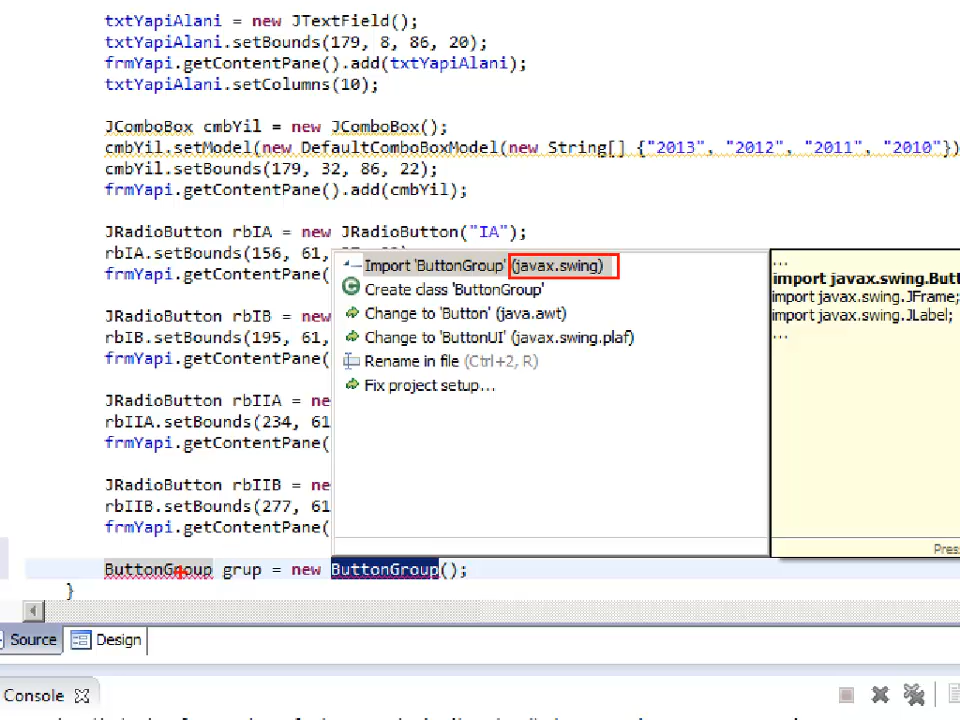 txtYapiAlani = new JTextField();
txtYapiAlani.setBounds(179, 8, 86, 20);
frmYapi.getContentPane().add(txtYapiAlani);
txtYapiAlani.setColumns(10);
JComboBox cmbYil = new JComboBox();
cmbYil.setModel(new DefaultComboBoxModel(new String[] {"2013", "2012", "2011", "2010"})
cmbYil.setBounds(179, 32, 86, 22);
frmYapi.getContentPane().add(cmbYil);
JRadioButton rbIA = new JRadioButton("IA");
rbIA.setBounds(156, 61,
frmYapi.getContentPane(
JRadioButton rbIB = new
rbIB.setBounds(195, 61,
frmYapi.getContentPane(
JRadioButton rbIIA = ne
rbIIA.setBounds(234, 61
frmYapi.getContentPane(
JRadioButton rbIIB = ne
rbIIB.setBounds(277, 61
frmYapi.getContentPane(
ButtonGroup grup = new ButtonGroup();
}
Import 'ButtonGroup' (javax.swing)
Create class 'ButtonGroup'
Change to 'Button' (java.awt)
Change to 'ButtonUI' (javax.swing.plaf)
Rename in file (Ctrl+2, R)
Fix project setup...
...
import javax.swing.Butt
import javax.swing.JFrame;
import javax.swing.JLabel;
...
Press
Source
Design
Console